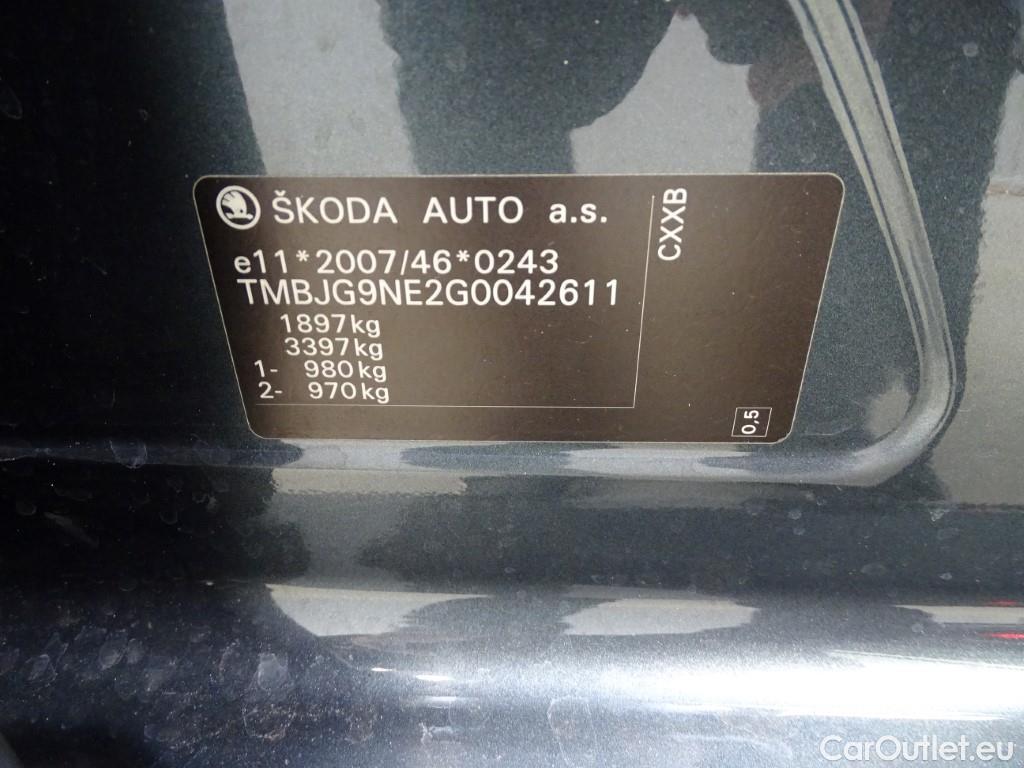 ŠKODA AUTO a.s.
e11*2007/46*0243
TMBJG9NE2G0042611
1897kg
3397kg
1- 980kg
2- 970kg
CXXB
0,5
CarOutlet.eu